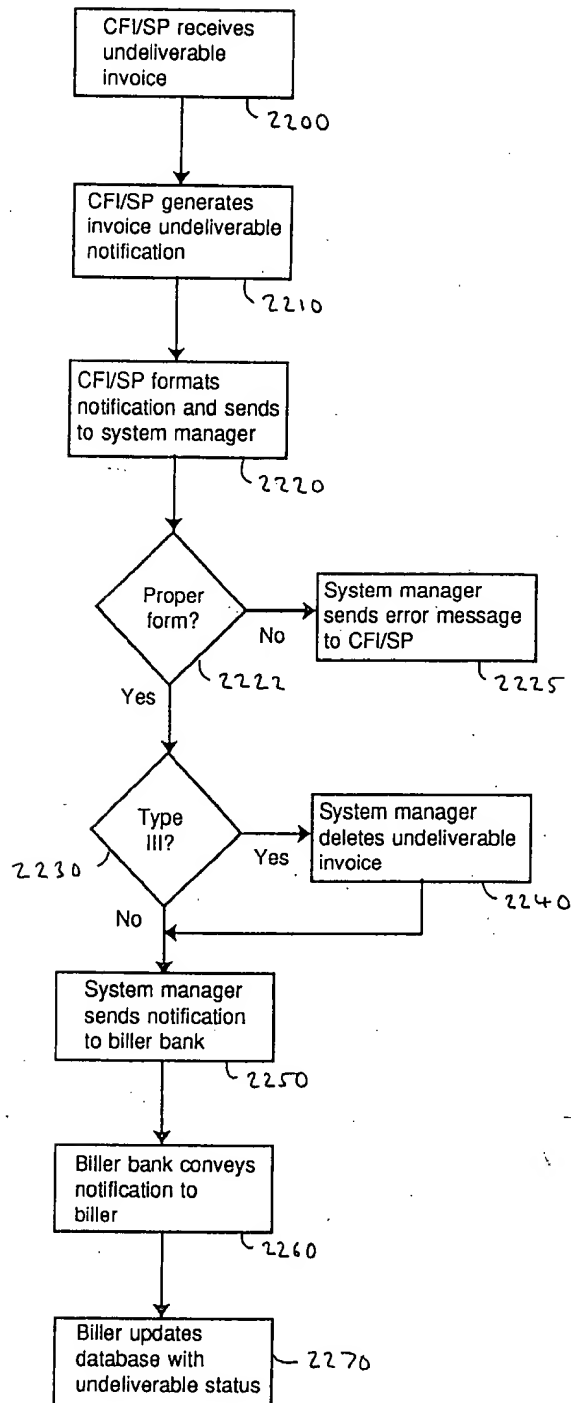 CFI/SP receives
undeliverable
invoice
2200
CFI/SP generates
invoice undeliverable
notification
2210
CFI/SP formats
notification and sends
to system manager
2220
Proper
form?
No
2222
Yes
System manager
sends error message
to CFI/SP
2225
Type
III?
Yes
2230
No
System manager
deletes undeliverable
invoice
2240
System manager
sends notification
to biller bank
2250
Biller bank conveys
notification to
biller
2260
Biller updates
database with
undeliverable status
2270